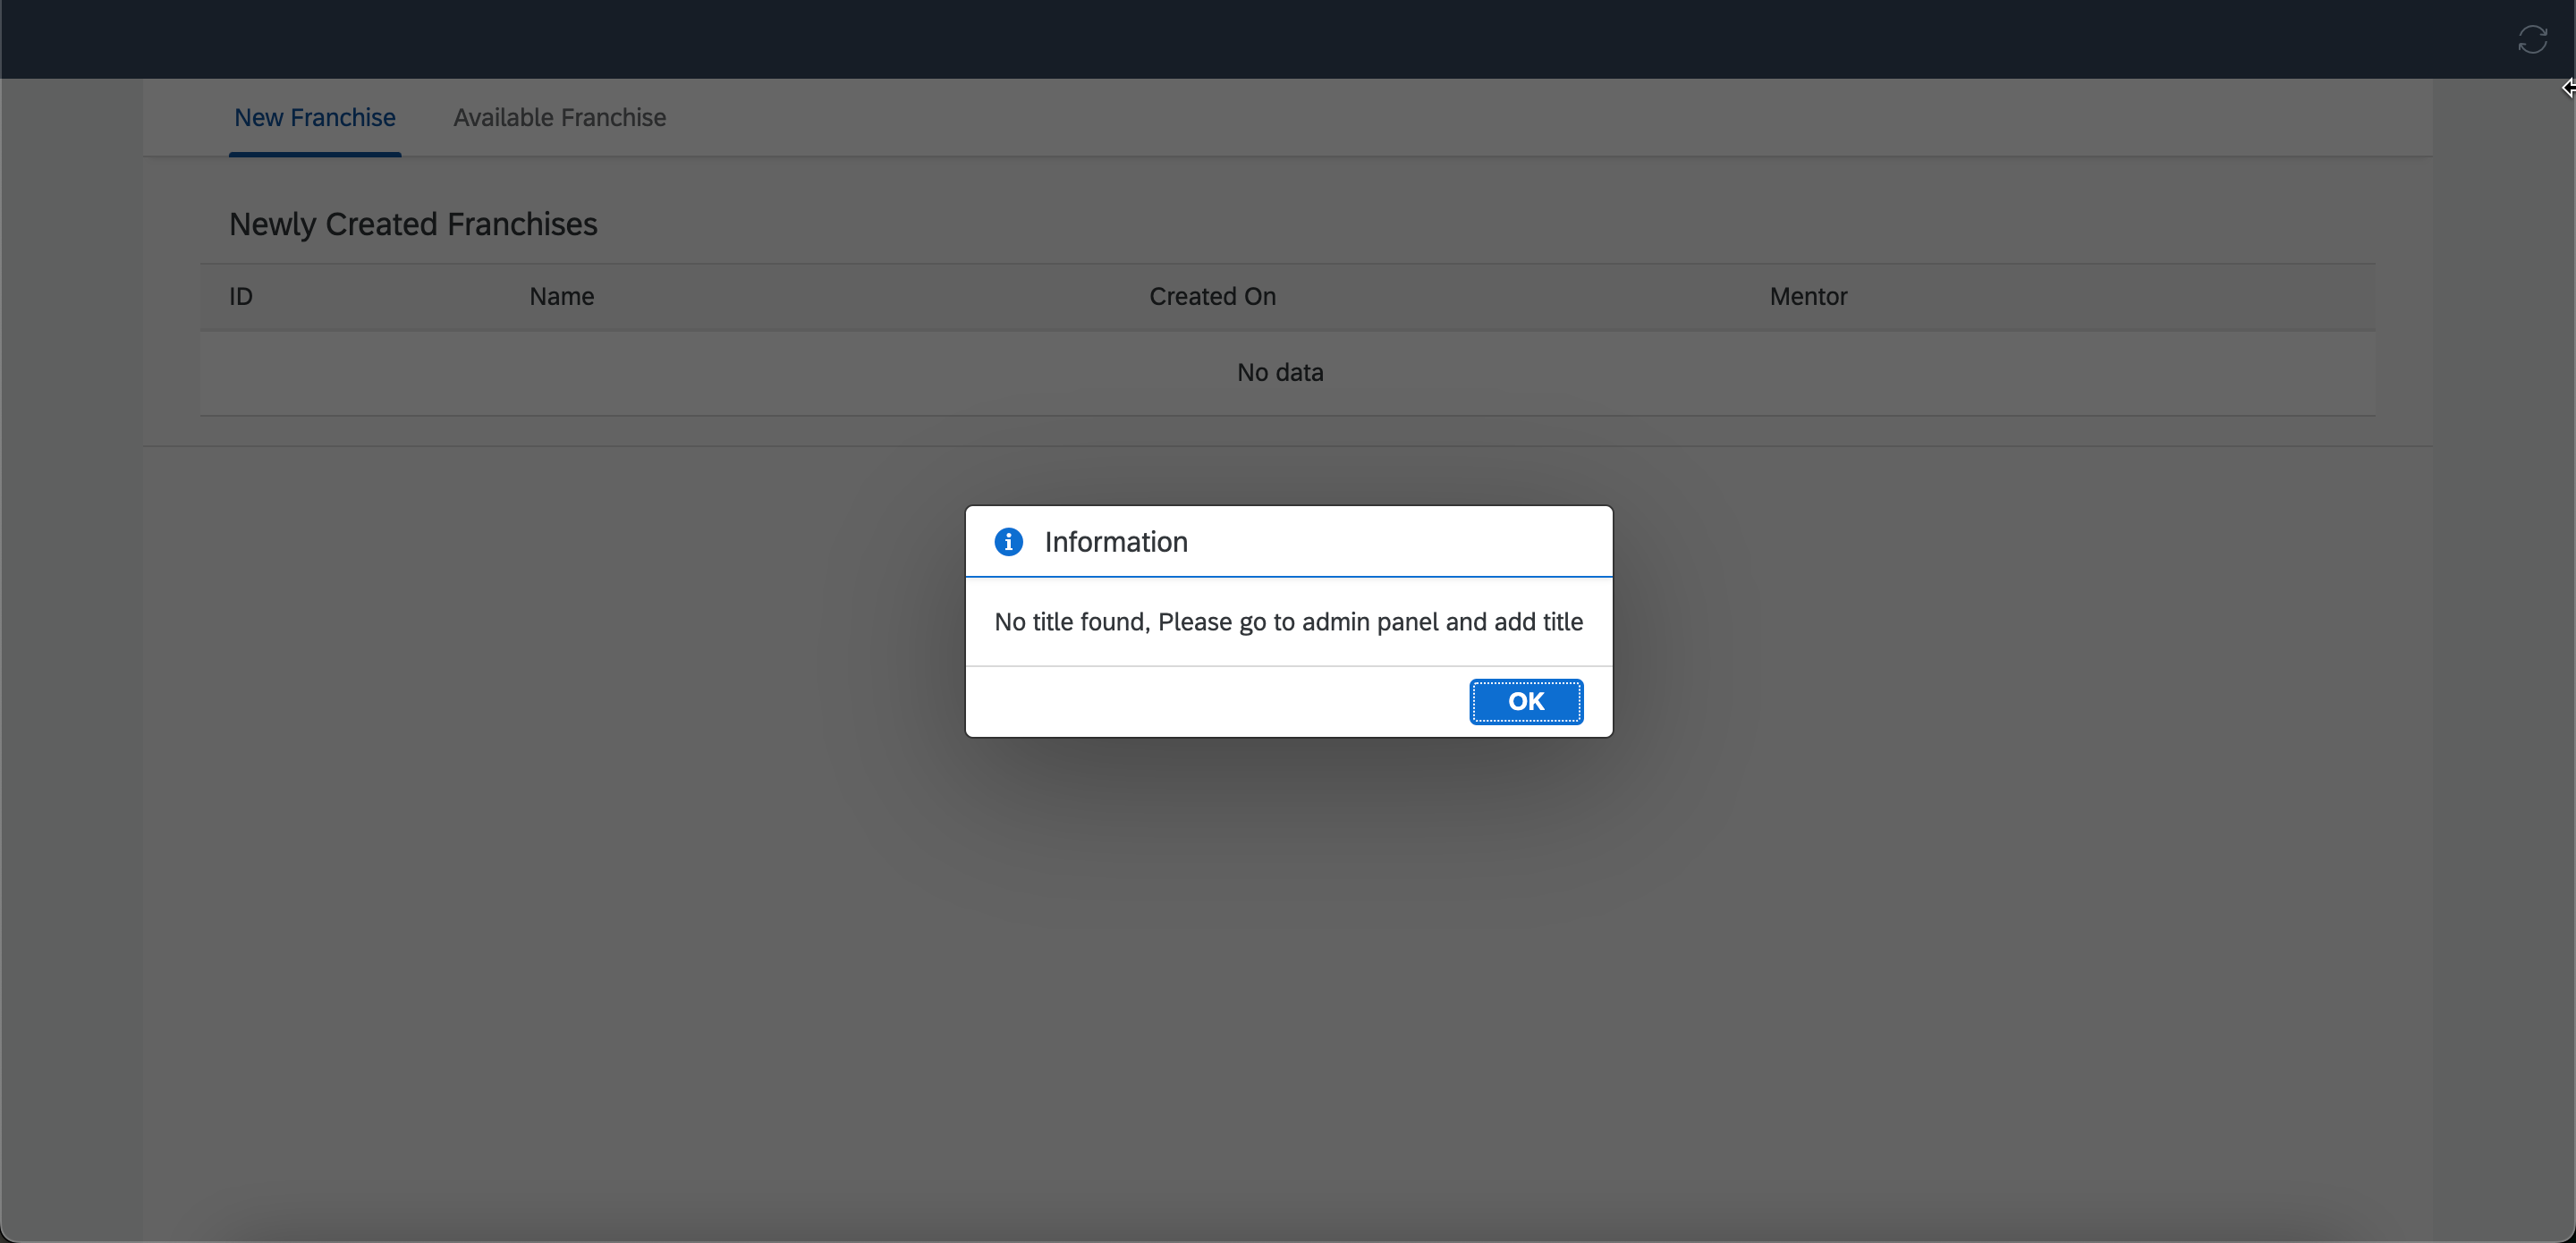 New Franchise Available Franchise
Newly Created Franchises
ID Name Created On Mentor
No data
Information
No title found, Please go to admin panel and add title
OK